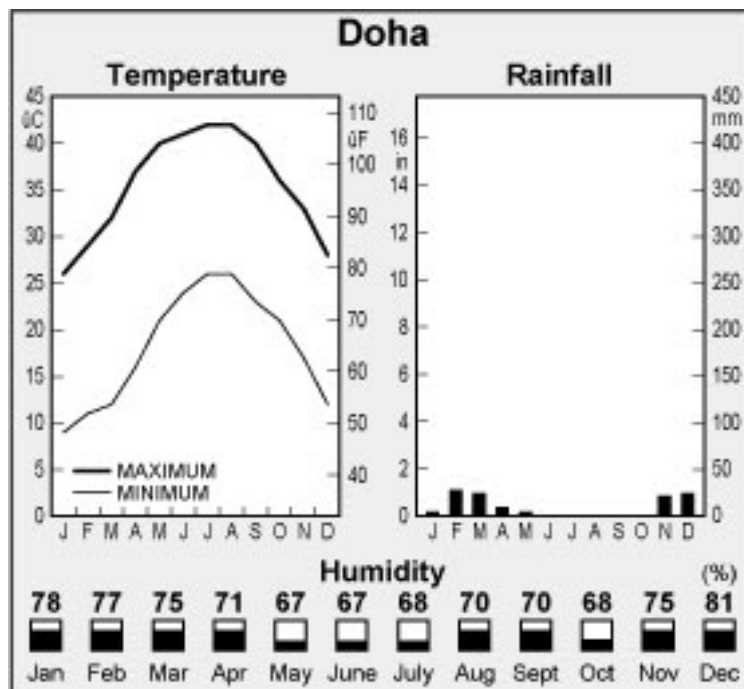 Doha
Temperature
Rainfall
45
ûC
40
35
30
25
20
15
10
5
0
110
ûF
100
90
80
70
60
50
40
MAXIMUM
MINIMUM
J F M A M J J A S O N D
16
in
14
12
10
8
6
4
2
0
450
mm
400
350
300
250
200
150
100
50
0
J F M A M J J A S O N D
Humidity (%)
78 77 75 71 67 67 68 70 70 68 75 81
Jan Feb Mar Apr May June July Aug Sept Oct Nov Dec